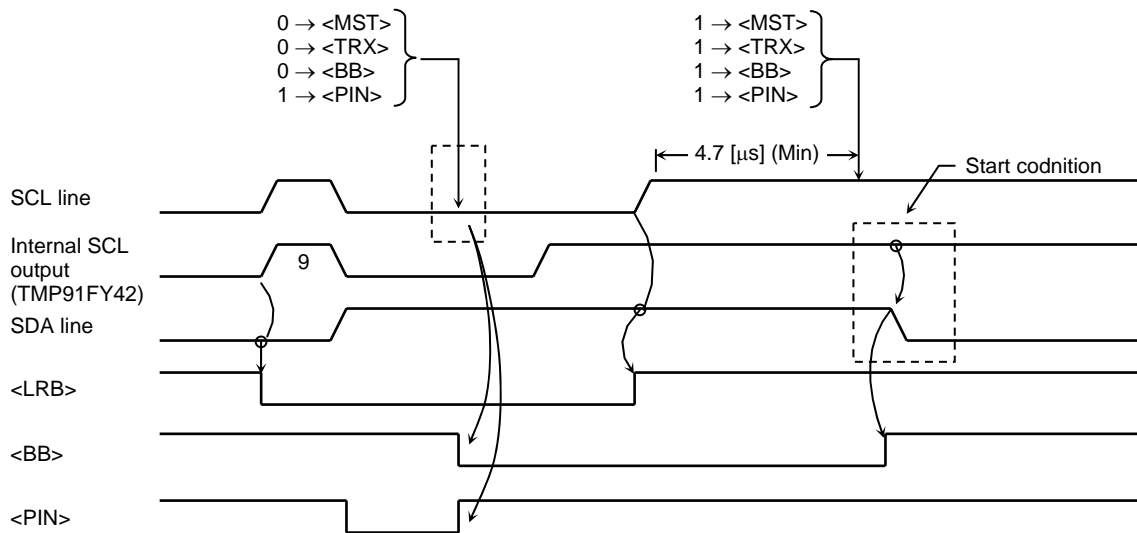 0 → <MST>
0 → <TRX>
0 → <BB>
1 → <PIN>
1 → <MST>
1 → <TRX>
1 → <BB>
1 → <PIN>
4.7 [μs] (Min)
Start codnition
SCL line
Internal SCL
output
(TMP91FY42)
9
SDA line
<LRB>
<BB>
<PIN>